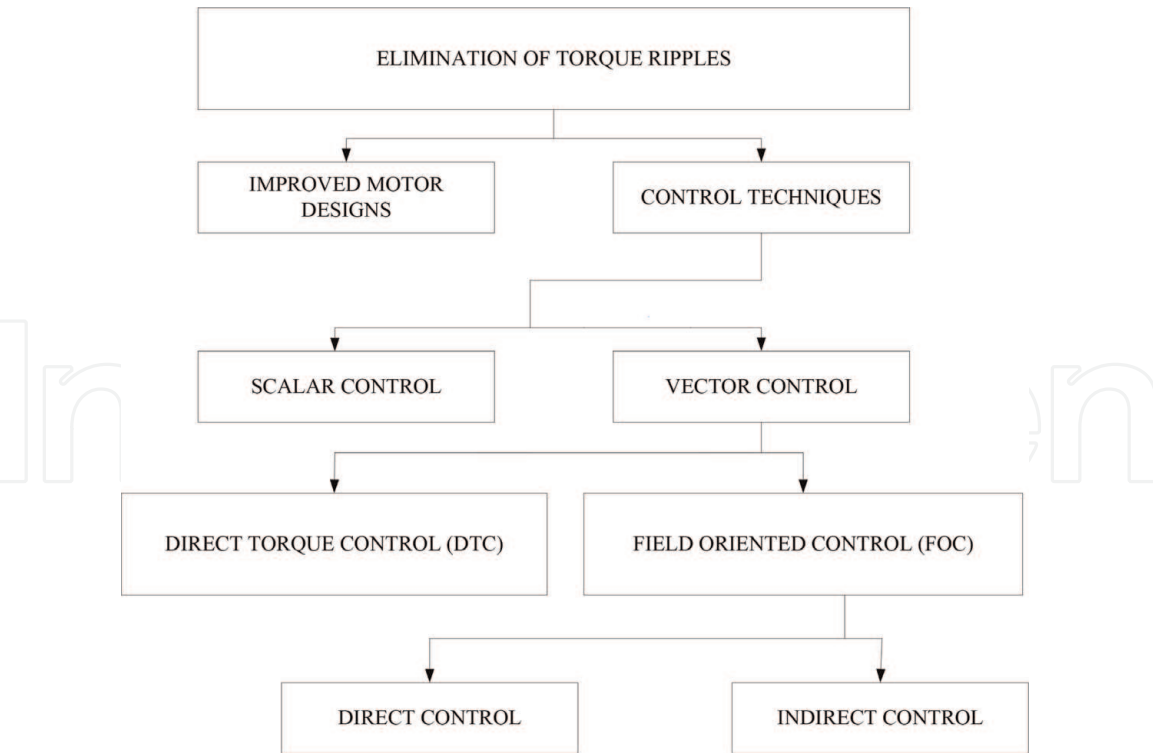 ELIMINATION OF TORQUE RIPPLES
IMPROVED MOTOR
DESIGNS
CONTROL TECHNIQUES
SCALAR CONTROL
VECTOR CONTROL
DIRECT TORQUE CONTROL (DTC)
FIELD ORIENTED CONTROL (FOC)
DIRECT CONTROL
INDIRECT CONTROL